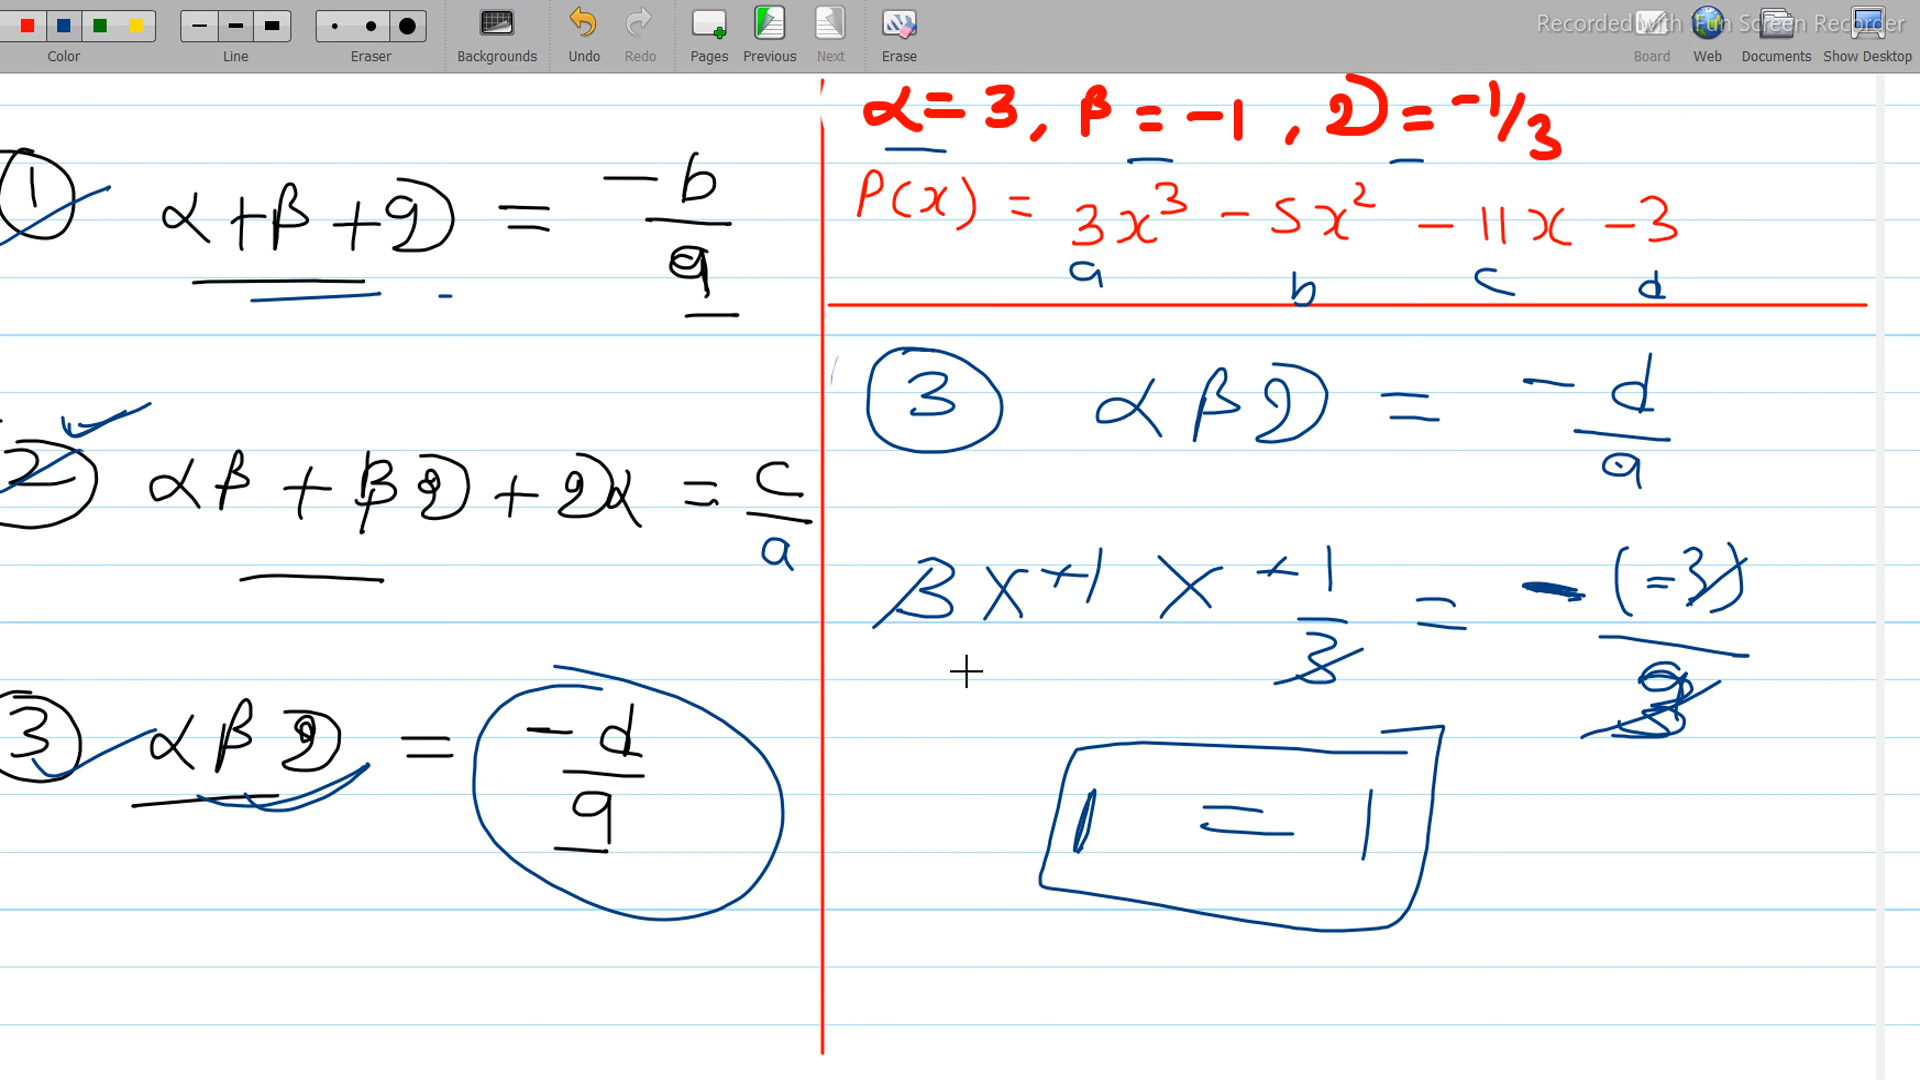 Recorded with Fun Screen Recorder
Color Line Eraser Backgrounds Undo Redo Pages Previous Next Erase Board Web Documents Show Desktop
① α+β+γ = -b/a
② αβ + βγ + γα = c/a
③ αβγ = -d/a
α = 3, β = -1, γ = -1/3
P(x) = 3x³ - 5x² - 11x - 3
a b c d
③ αβγ = -d/a
3 x -1 x -1/3 = -(-3)/3
1 = 1